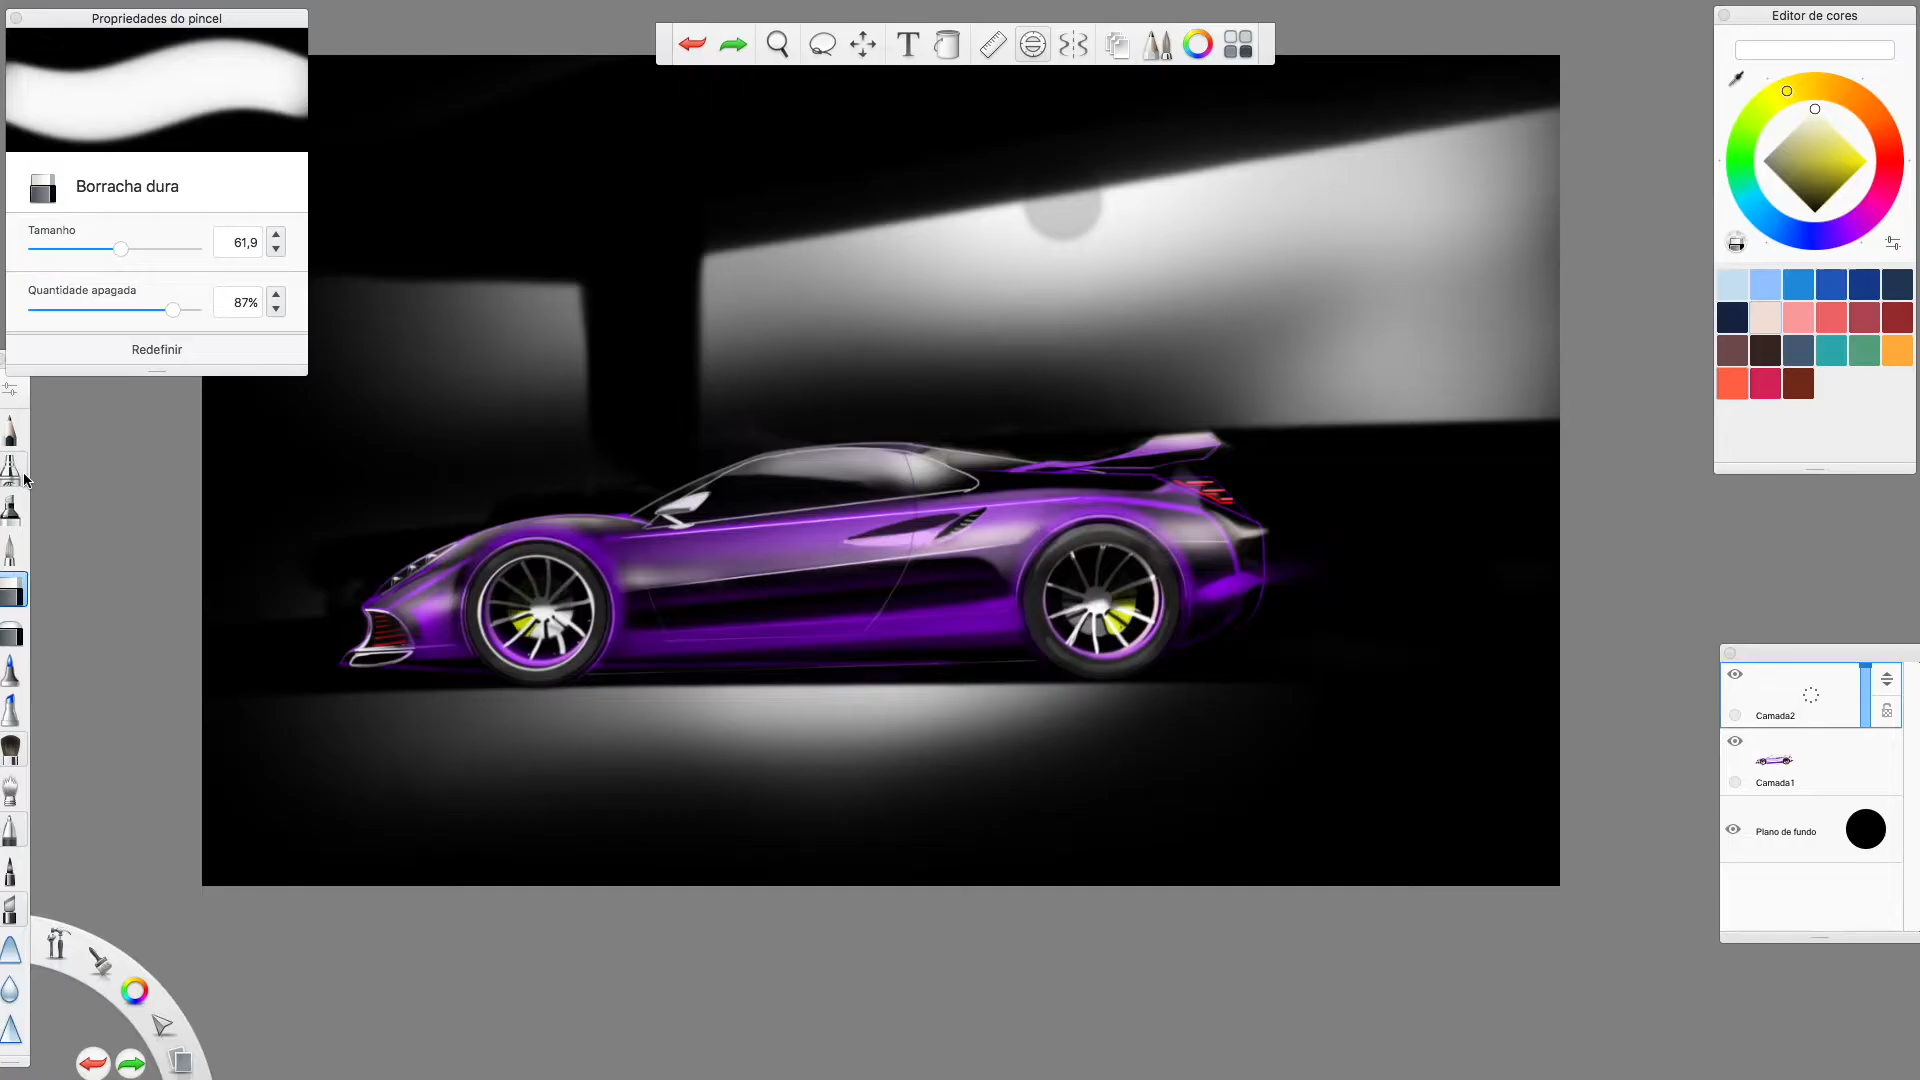 Propriedades do pincel
Borracha dura
Tamanho
61,9
Quantidade apagada
87%
Redefinir
T
Editor de cores
Camada2
Camada1
Plano de fundo